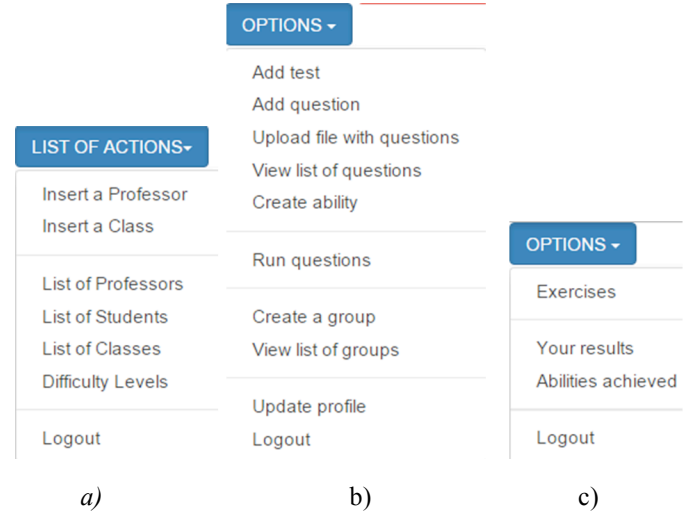 LIST OF ACTIONS
Insert a Professor
Insert a Class
List of Professors
List of Students
List of Classes
Difficulty Levels
Logout
a)
OPTIONS
Add test
Add question
Upload file with questions
View list of questions
Create ability
Run questions
Create a group
View list of groups
Update profile
Logout
b)
OPTIONS
Exercises
Your results
Abilities achieved
Logout
c)